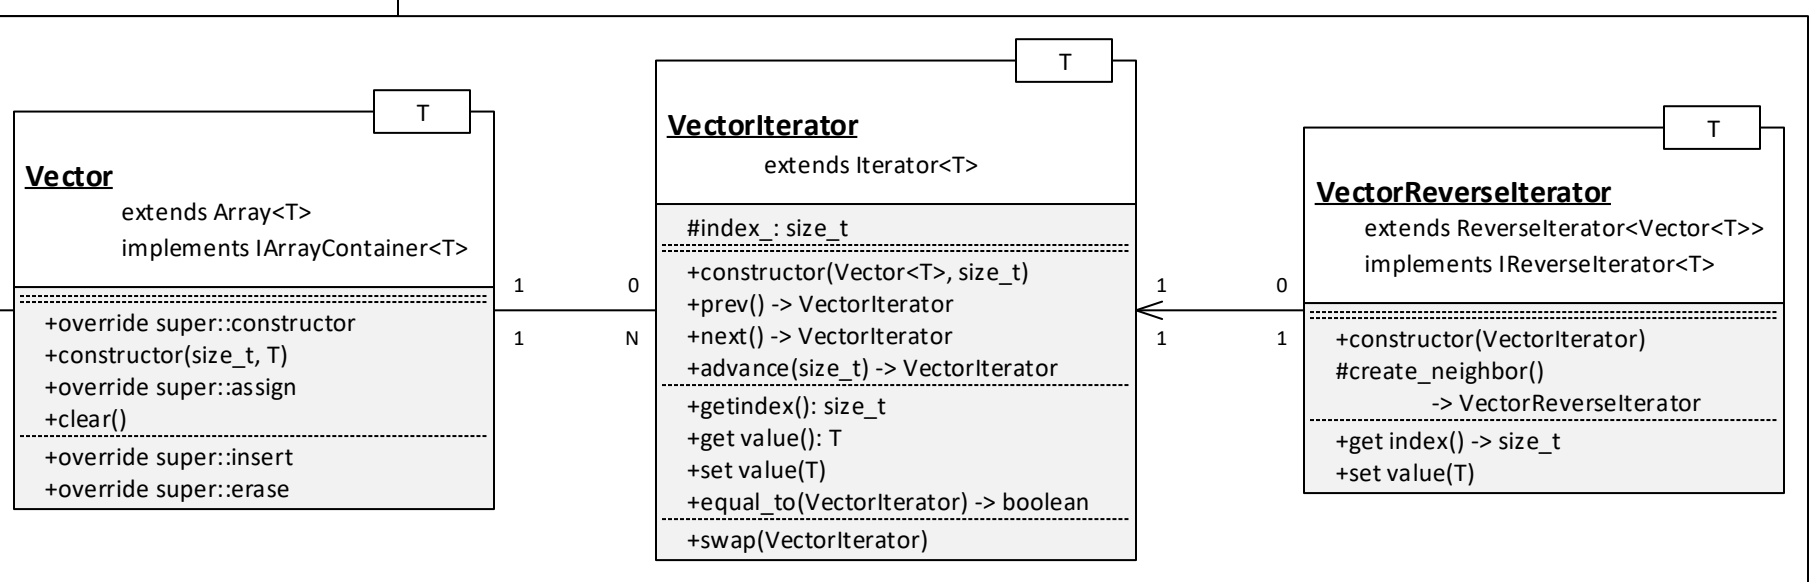 T
Vector
extends Array<T>
implements IArrayContainer<T>
+override super::constructor
+constructor(size_t, T)
+override super::assign
+clear()
+override super::insert
+override super::erase
1
0
1
N
T
VectorIterator
extends Iterator<T>
#index_: size_t
+constructor(Vector<T>, size_t)
+prev() -> VectorIterator
+next() -> VectorIterator
+advance(size_t) -> VectorIterator
+getindex(): size_t
+get value(): T
+set value(T)
+equal_to(VectorIterator) -> boolean
+swap(VectorIterator)
1
0
1
1
T
VectorReverseIterator
extends ReverseIterator<Vector<T>>
implements IReverseIterator<T>
+constructor(VectorIterator)
#create_neighbor()
-> VectorReverseIterator
+get index() -> size_t
+set value(T)